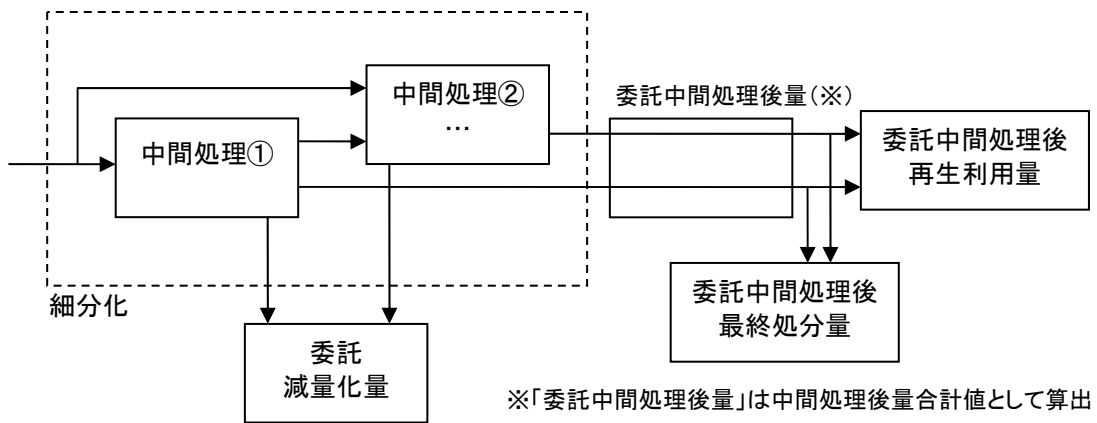 中間処理②
…
委託中間処理後量(※)
中間処理①
委託中間処理後
再生利用量
細分化
委託中間処理後
最終処分量
委託
減量化量
※「委託中間処理後量」は中間処理後量合計値として算出